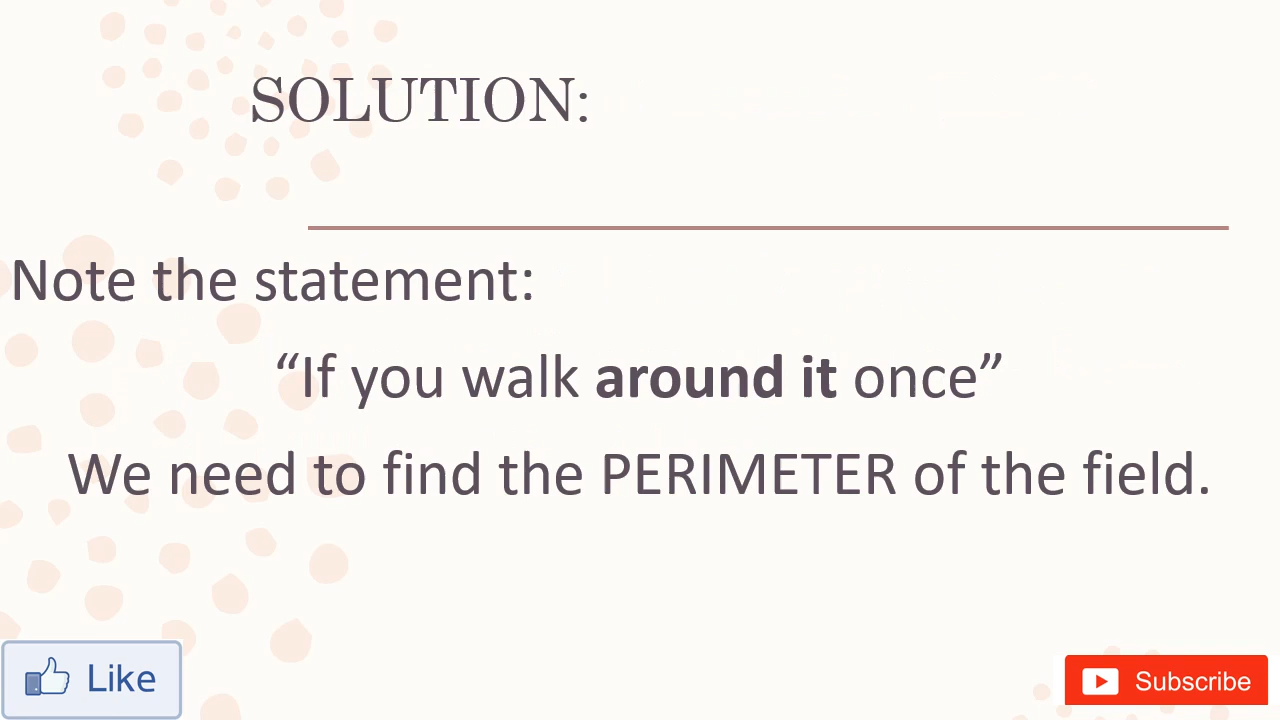 SOLUTION:
Note the statement:
“If you walk around it once”
We need to find the PERIMETER of the field.
Like
Subscribe